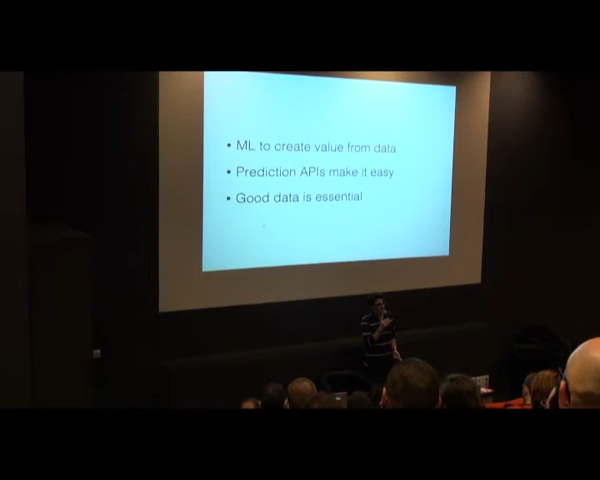 • ML to create value from data
• Prediction APIs make it easy
• Good data is essential